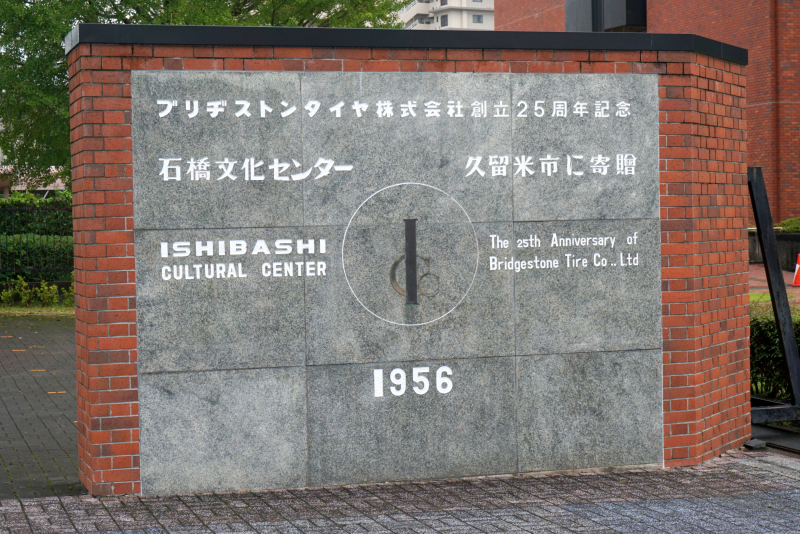 ブリヂストンタイヤ株式会社創立25周年記念
石橋文化センター 久留米市に寄贈
ISHIBASHI
CULTURAL CENTER
The 25th Anniversary of
Bridgestone Tire Co., Ltd
1956